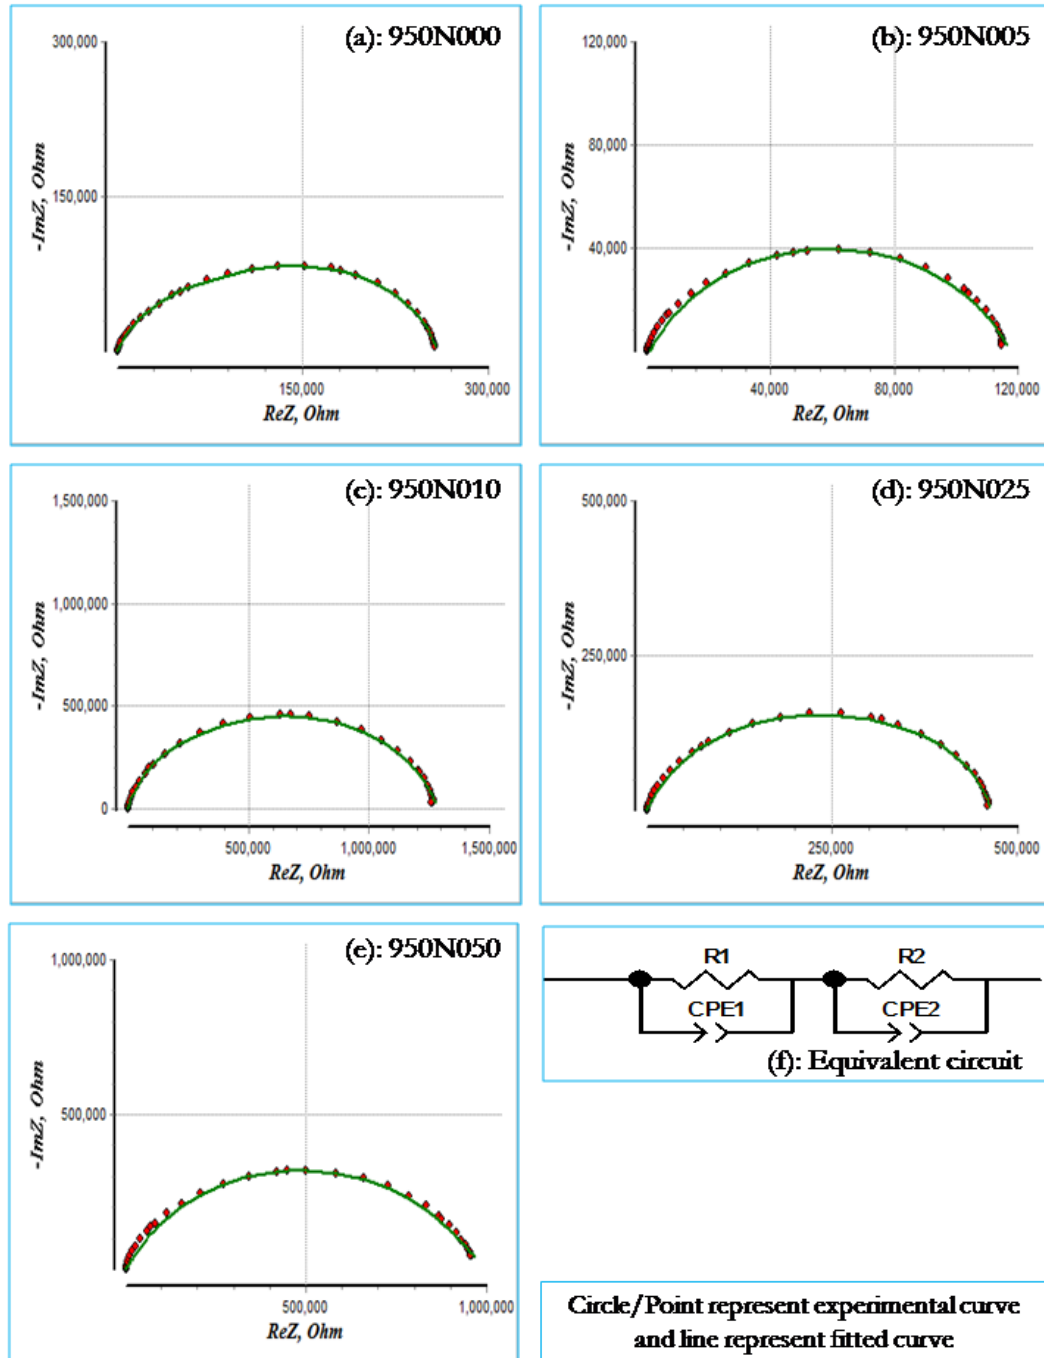 (a): 950N000
300,000
150,000
-ImZ, Ohm
150,000
300,000
ReZ, Ohm
(b): 950N005
120,000
80,000
40,000
-ImZ, Ohm
40,000
80,000
120,000
ReZ, Ohm
(c): 950N010
1,500,000
1,000,000
500,000
0
-ImZ, Ohm
500,000
1,000,000
1,500,000
ReZ, Ohm
(d): 950N025
500,000
250,000
-ImZ, Ohm
250,000
500,000
ReZ, Ohm
(e): 950N050
1,000,000
500,000
-ImZ, Ohm
500,000
1,000,000
ReZ, Ohm
R1
R2
CPE1
CPE2
(f): Equivalent circuit
Circle/Point represent experimental curve
and line represent fitted curve